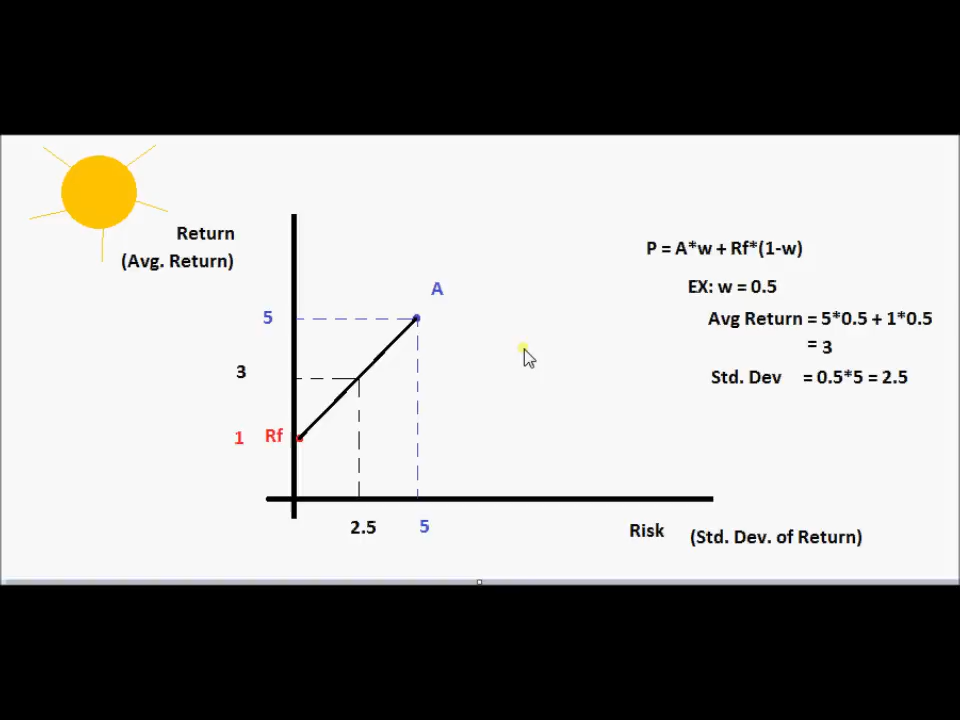 Return
(Avg. Return)
P = A*w + Rf*(1-w)
EX: w = 0.5
A
5
Avg Return = 5*0.5 + 1*0.5
= 3
3
Std. Dev = 0.5*5 = 2.5
1 Rf
2.5
5
Risk (Std. Dev. of Return)